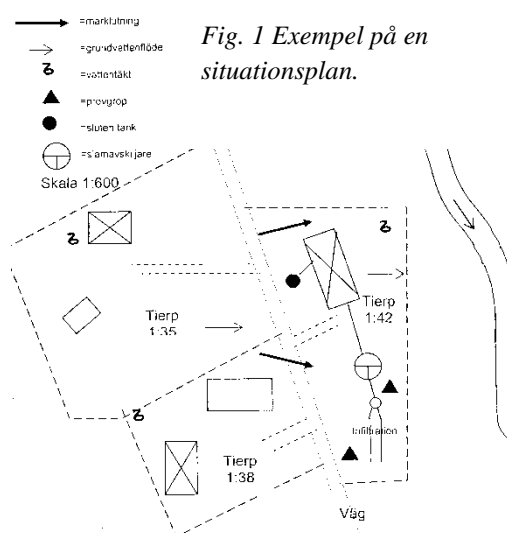 =marklutning
=grundvattenflöde
=vattentäkt
=provgrop
=sluten tank
=slamavskiljare
Skala 1:600
Fig. 1 Exempel på en
situationsplan.
Tierp
1:35
Tierp
1:42
Infiltration
Tierp
1:38
Väg